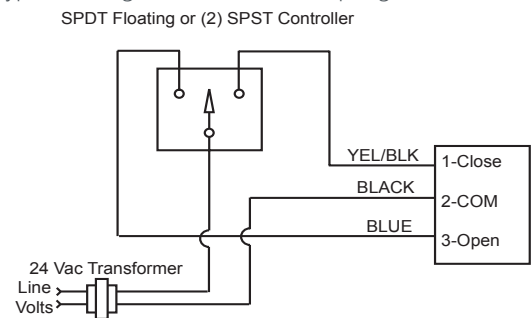 SPDT Floating or (2) SPST Controller
YEL/BLK
1-Close
BLACK
2-COM
BLUE
3-Open
24 Vac Transformer
Line
Volts